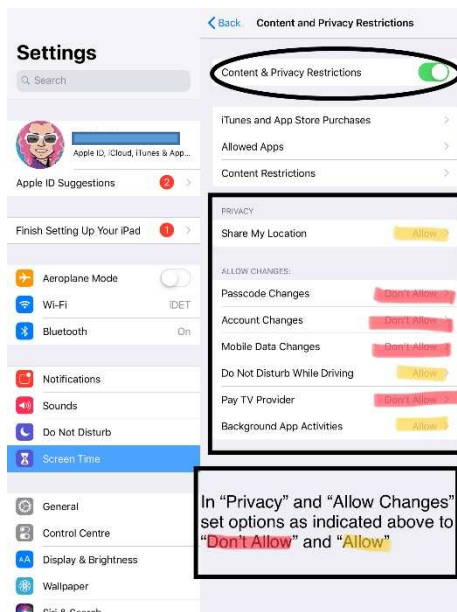 Settings
Search
Apple ID, iCloud, iTunes & App...
Apple ID Suggestions 2
Finish Setting Up Your iPad 1
Aeroplane Mode
Wi-Fi IDET
Bluetooth On
Notifications
Sounds
Do Not Disturb
Screen Time
General
Control Centre
AA Display & Brightness
Wallpaper
Siri & Search
Back Content and Privacy Restrictions
Content & Privacy Restrictions
iTunes and App Store Purchases
Allowed Apps
Content Restrictions
PRIVACY
Share My Location Allow
ALLOW CHANGES:
Passcode Changes Don't Allow
Account Changes Don't Allow
Mobile Data Changes Don't Allow
Do Not Disturb While Driving Allow
Pay TV Provider Don't Allow
Background App Activities Allow
In “Privacy” and “Allow Changes”
set options as indicated above to
“Don't Allow” and “Allow”